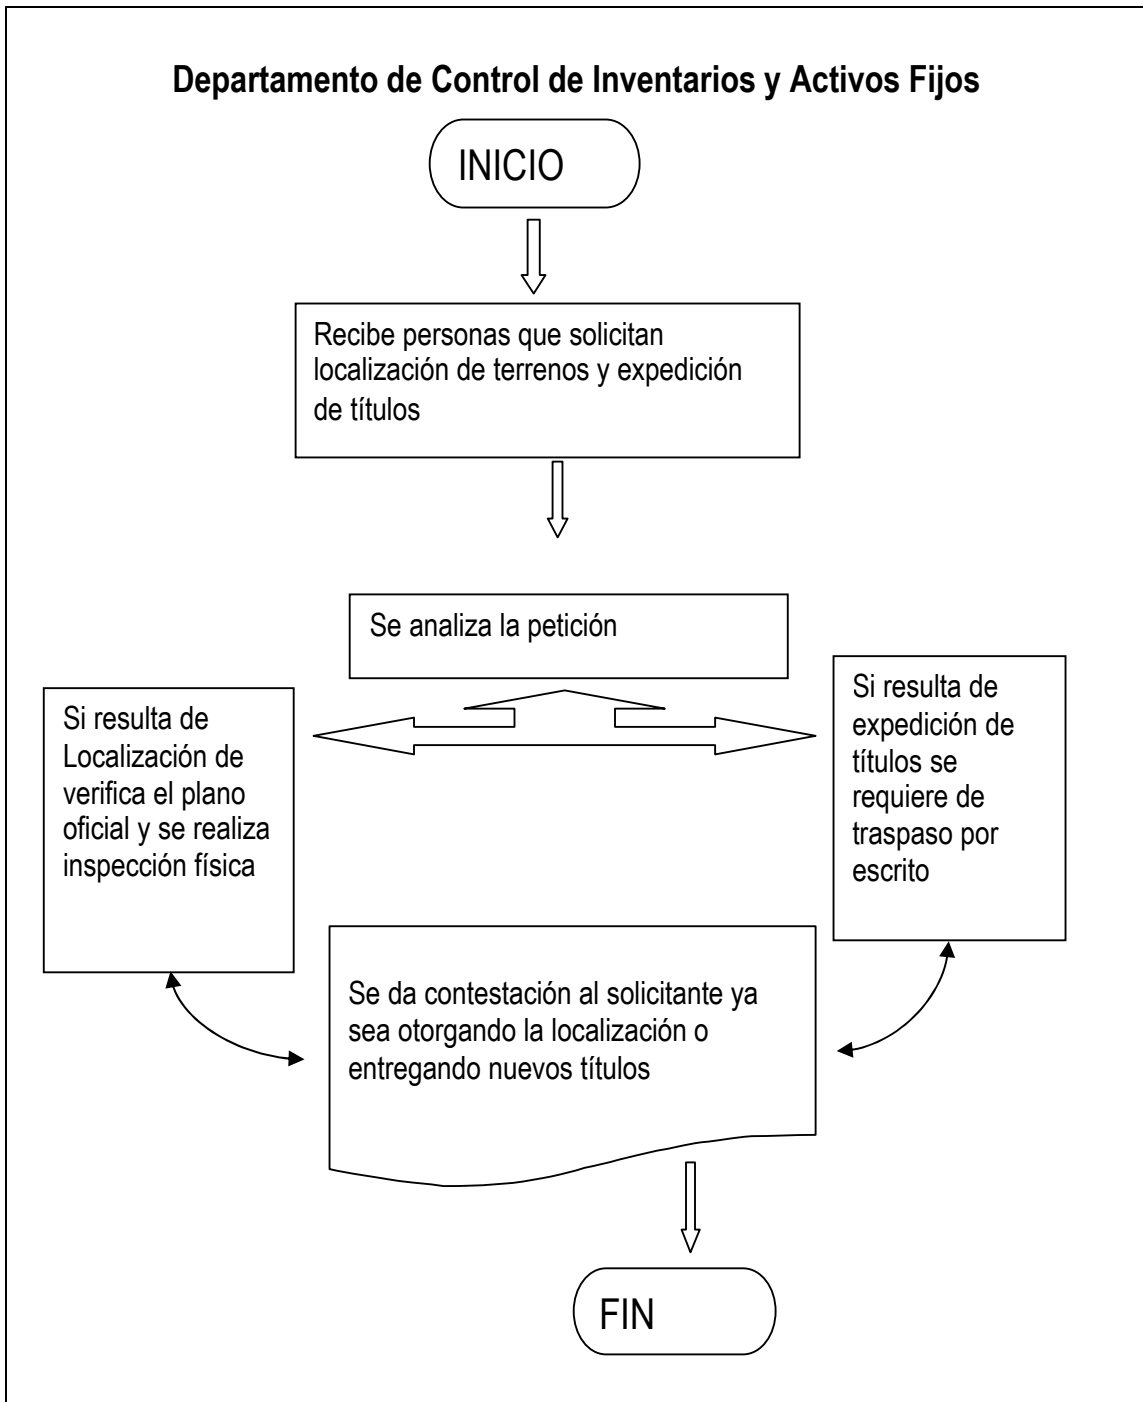 Departamento de Control de Inventarios y Activos Fijos
INICIO
Recibe personas que solicitan
localización de terrenos y expedición
de títulos
Se analiza la petición
Si resulta de
Localización de
verifica el plano
oficial y se realiza
inspección física
Si resulta de
expedición de
títulos se
requiere de
traspaso por
escrito
Se da contestación al solicitante ya
sea otorgando la localización o
entregando nuevos títulos
FIN